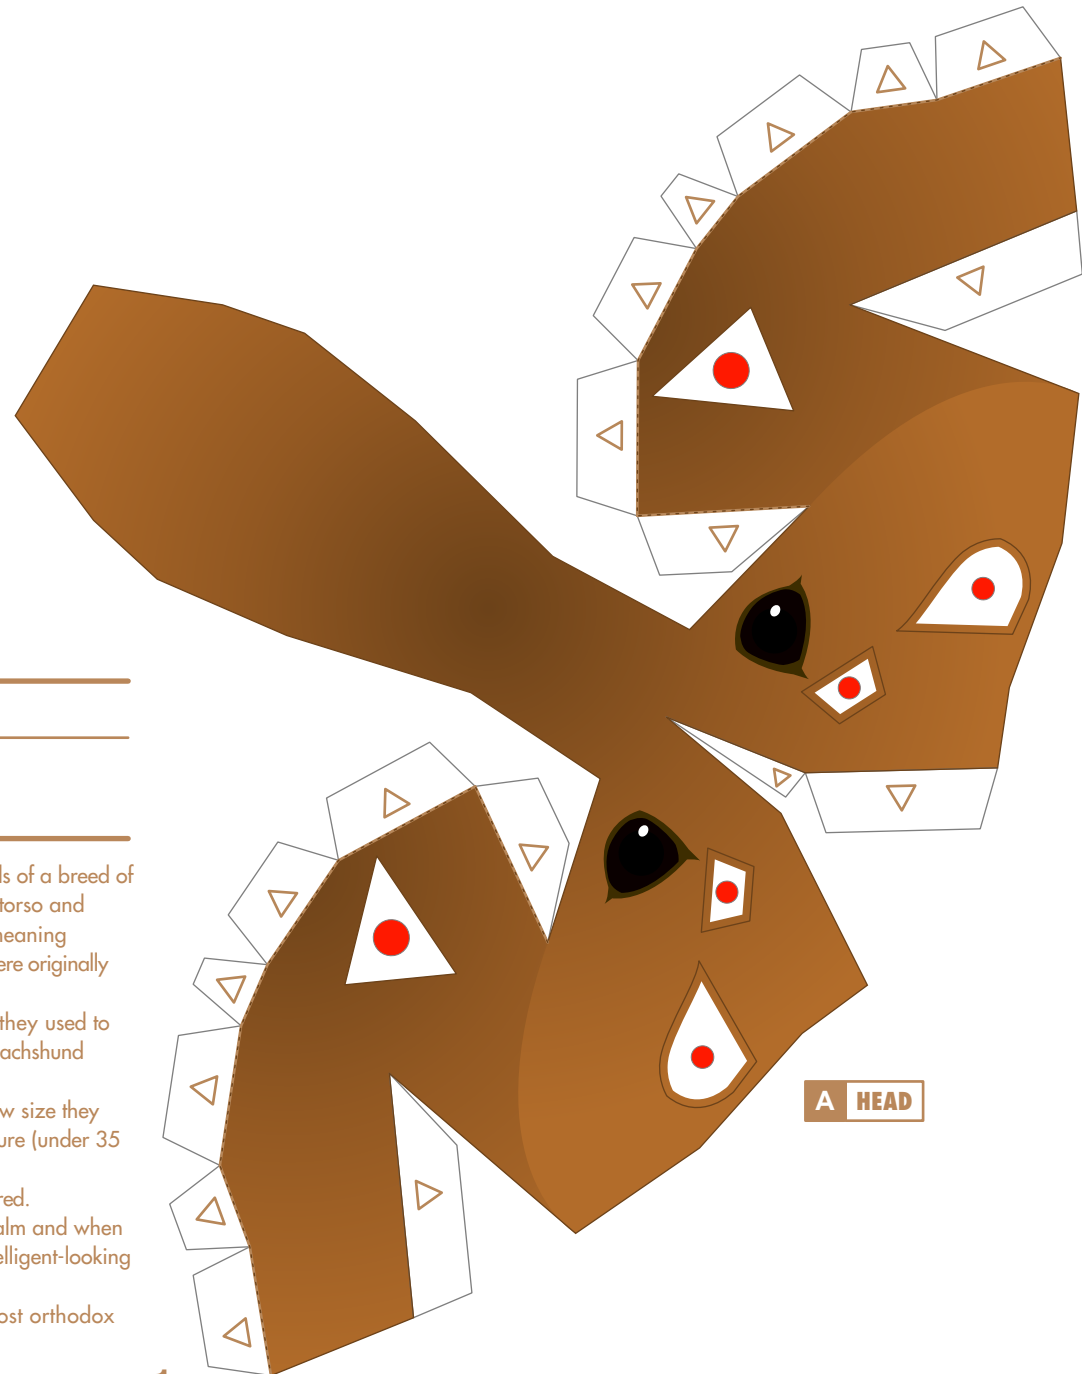 ls of a breed of
torso and
neaning
ere originally
they used to
achshund
w size they
ure (under 35
red.
alm and when
elligent-looking
ost orthodox
A HEAD